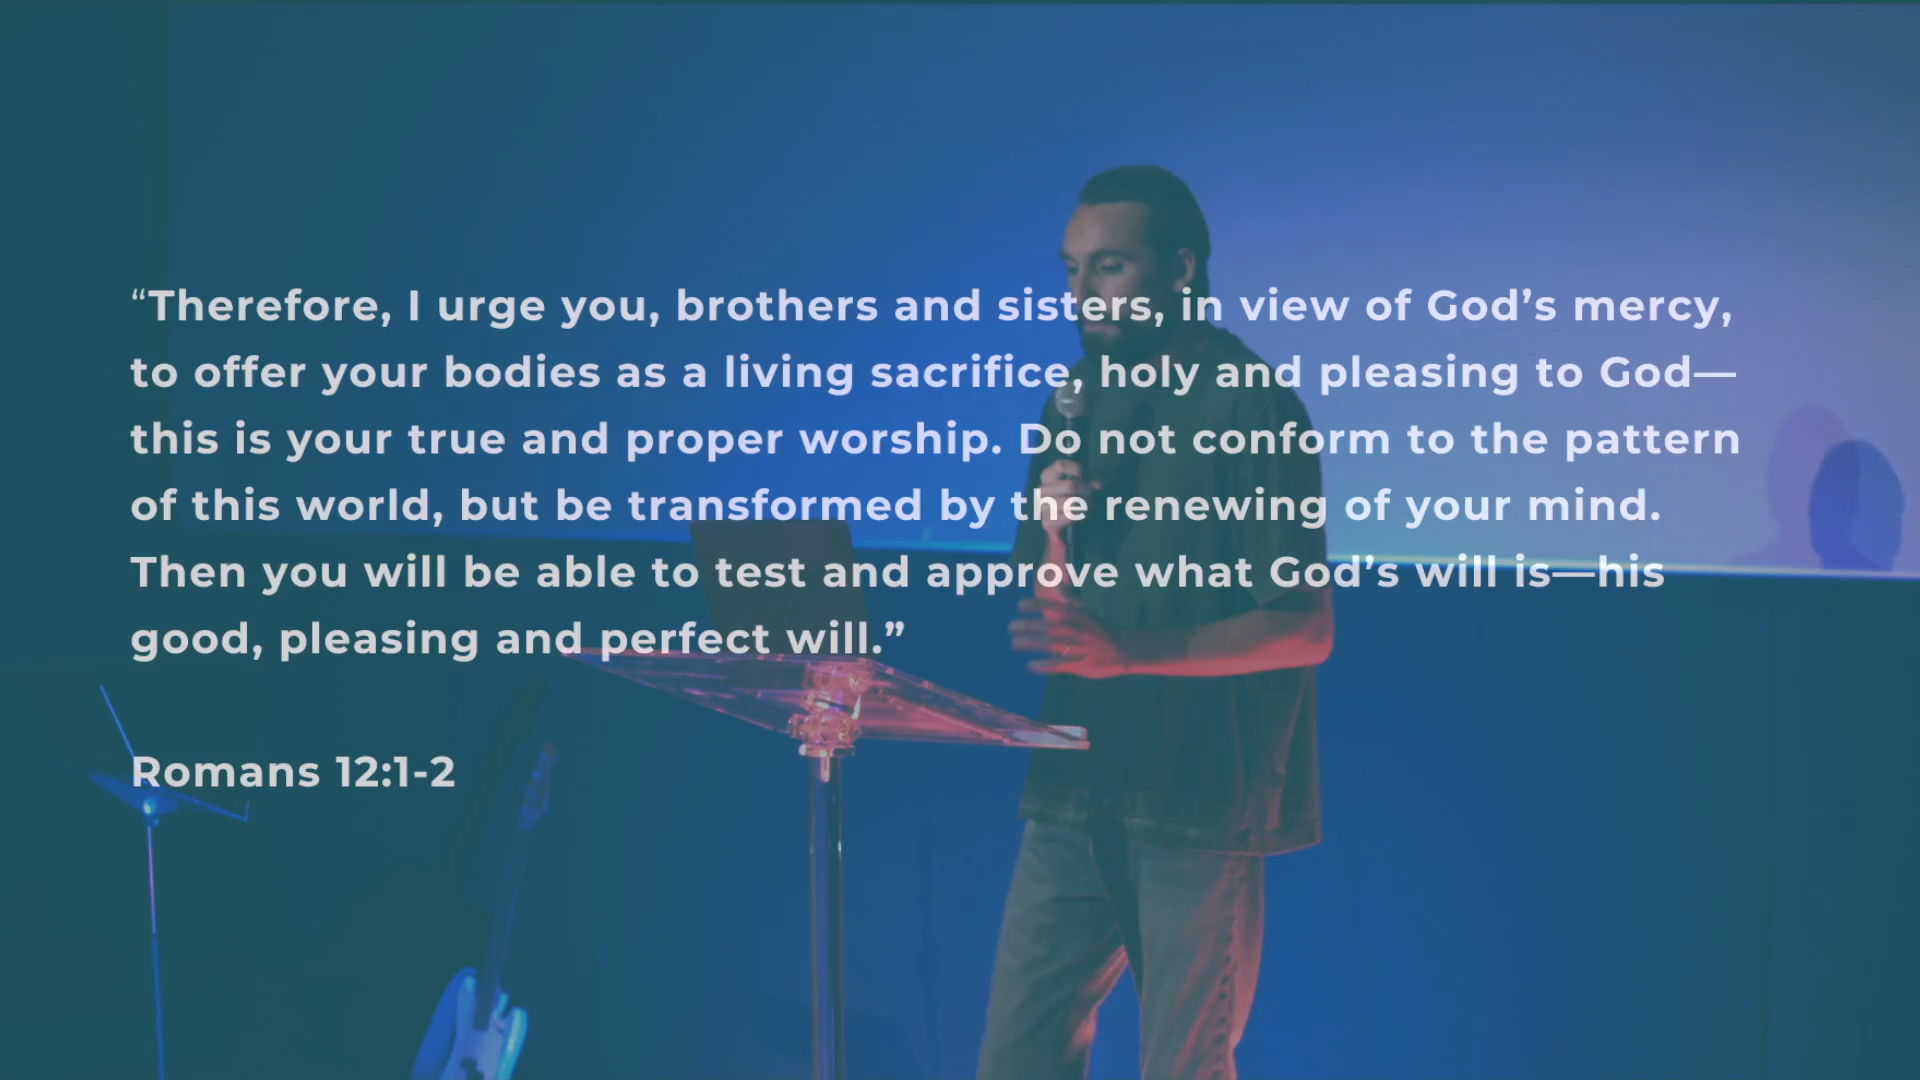 “Therefore, I urge you, brothers and sisters, in view of God’s mercy,
to offer your bodies as a living sacrifice, holy and pleasing to God—
this is your true and proper worship. Do not conform to the pattern
of this world, but be transformed by the renewing of your mind.
Then you will be able to test and approve what God’s will is—his
good, pleasing and perfect will.”
Romans 12:1-2